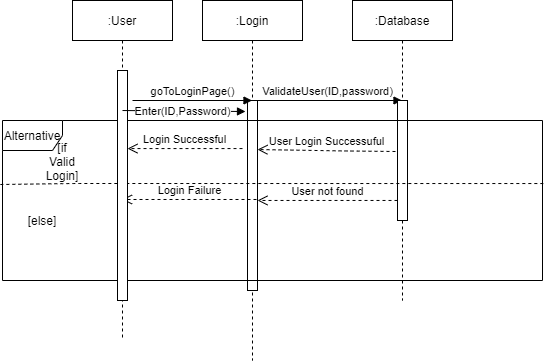 :User
:Login
:Database
goToLoginPage()
ValidateUser(ID,password)
Enter(ID,Password)
Alternative
[if
Valid
Login]
Login Successful
User Login Successuful
Login Failure
User not found
[else]